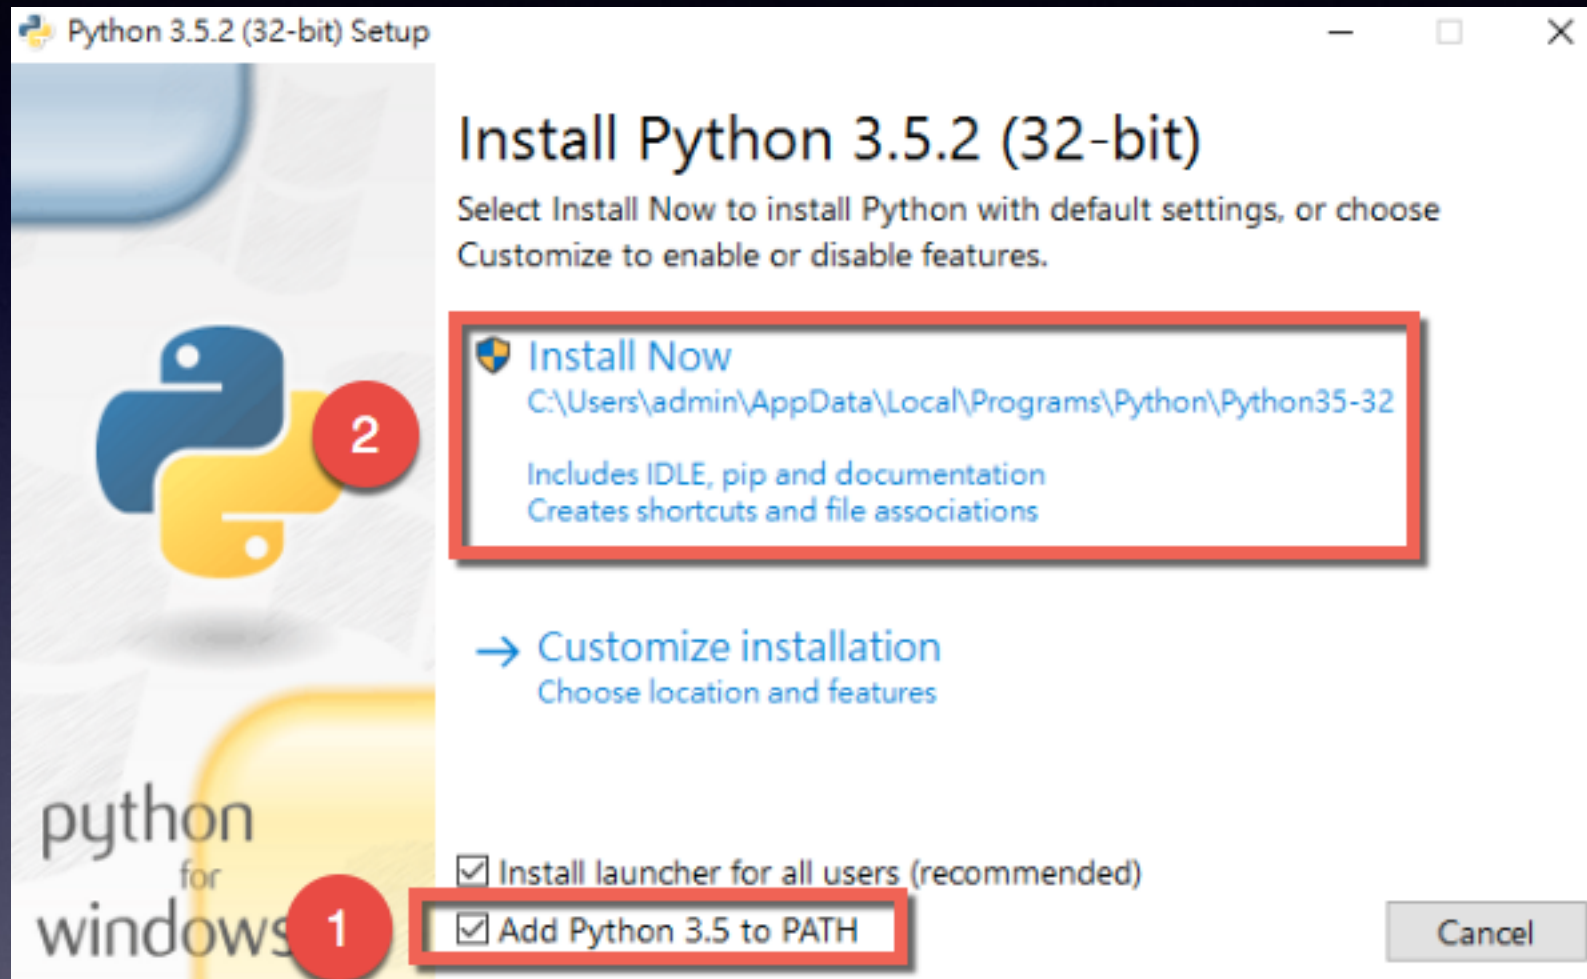 Python 3.5.2 (32-bit) Setup
Install Python 3.5.2 (32-bit)
Select Install Now to install Python with default settings, or choose
Customize to enable or disable features.
Install Now
C:\Users\admin\AppData\Local\Programs\Python\Python35-32
Includes IDLE, pip and documentation
Creates shortcuts and file associations
2
Customize installation
Choose location and features
python
for
windows
Install launcher for all users (recommended)
1
Add Python 3.5 to PATH
Cancel